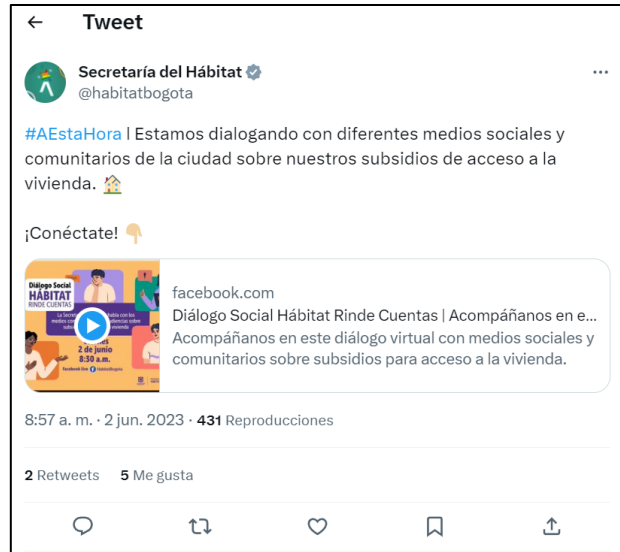 Tweet
Secretaría del Hábitat
@habitatbogota
#AEstaHora | Estamos dialogando con diferentes medios sociales y
comunitarios de la ciudad sobre nuestros subsidios de acceso a la
vivienda. 🏠
¡Conéctate! 👇🏼
Diálogo Social
HÁBITAT
RINDE CUENTAS
2 de junio
8:30 a.m.
facebook.com
Diálogo Social Hábitat Rinde Cuentas | Acompáñanos en e...
Acompáñanos en este diálogo virtual con medios sociales y
comunitarios sobre subsidios para acceso a la vivienda.
8:57 a. m. · 2 jun. 2023 · 431 Reproducciones
2 Retweets 5 Me gusta